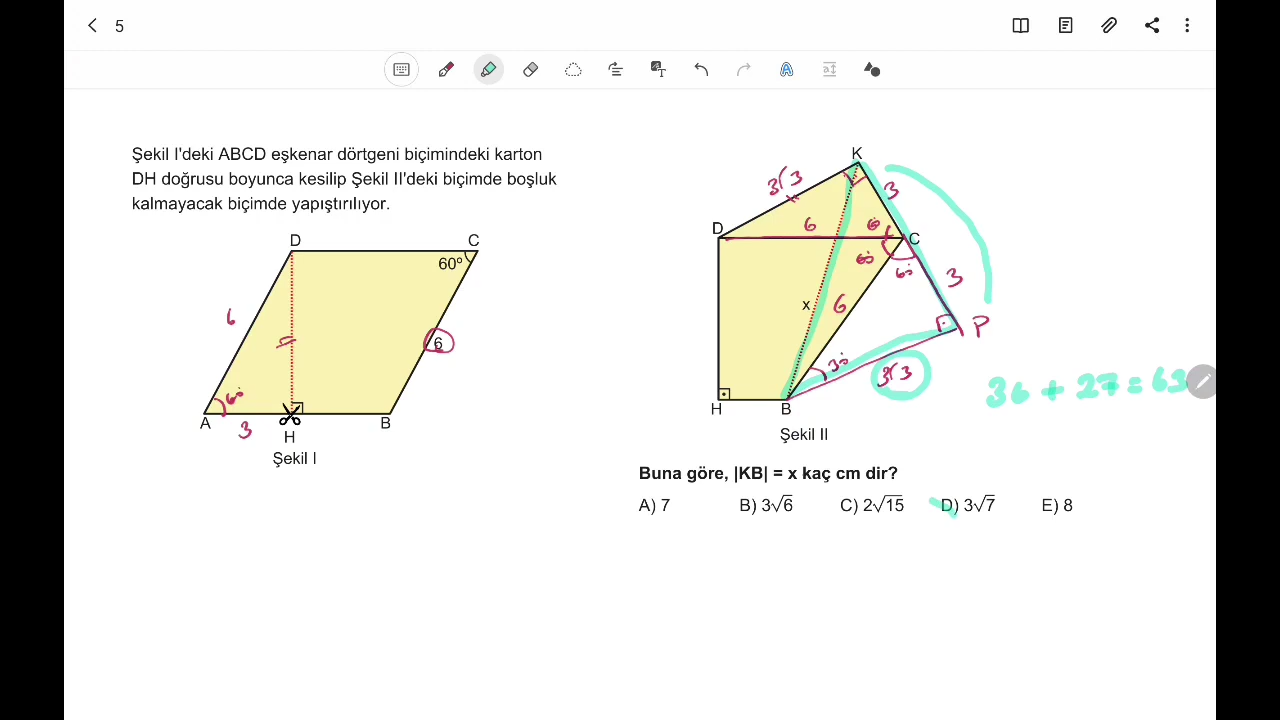 5
Şekil I'deki ABCD eşkenar dörtgeni biçimindeki karton
DH doğrusu boyunca kesilip Şekil II'deki biçimde boşluk
kalmayacak biçimde yapıştırılıyor.
D C
60°
6
6
60
A 3 H B
Şekil I
K
3√3
3
D 6 60 C
60 60
x 6 3
P
30
3√3
H B
Şekil II
36 + 27 = 63
Buna göre, |KB| = x kaç cm dir?
A) 7 B) 3√6 C) 2√15 D) 3√7 E) 8